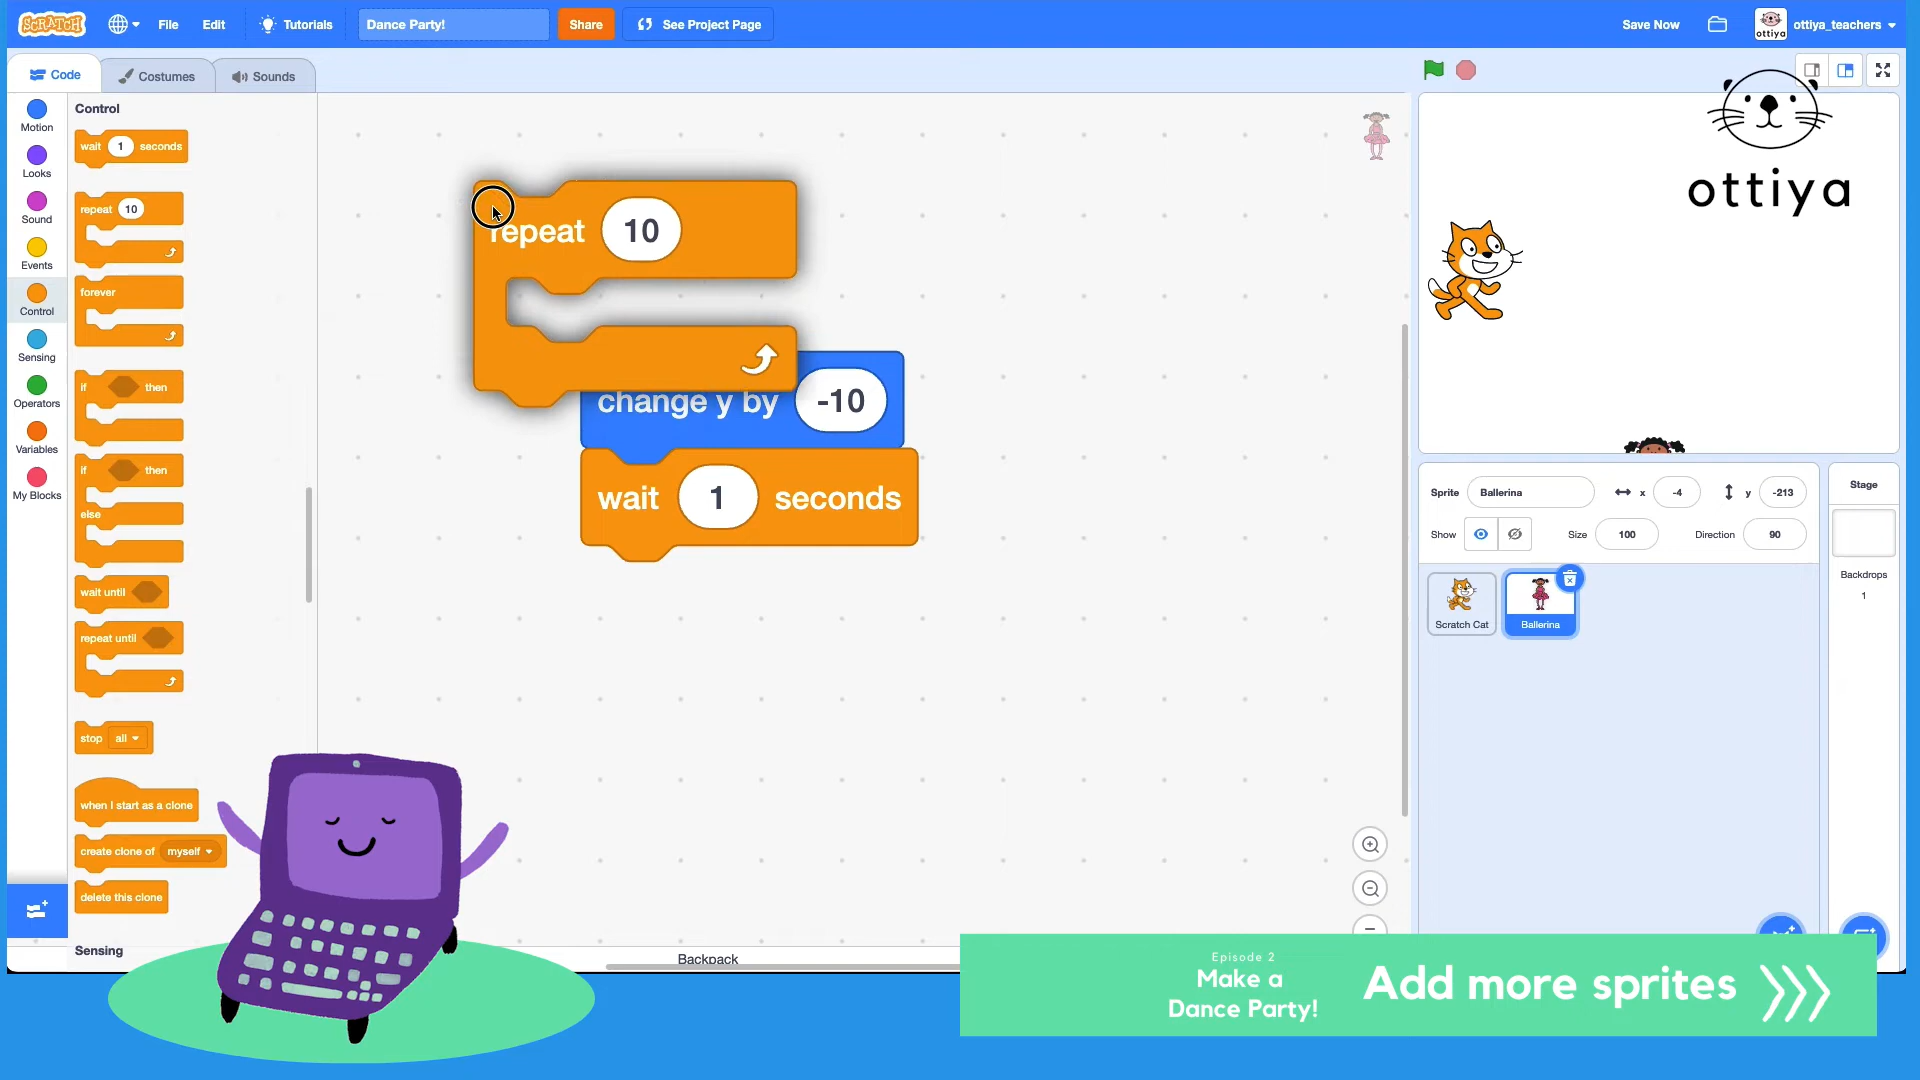 SCRATCH
File
Edit
Tutorials
Dance Party!
Share
See Project Page
Save Now
ottiya
ottiya_teachers
Code
Costumes
Sounds
Motion
Looks
Sound
Events
Control
Sensing
Operators
Variables
My Blocks
Control
wait 1 seconds
repeat 10
forever
if then
if then
else
wait until
repeat until
stop all
when I start as a clone
create clone of myself
delete this clone
Sensing
repeat 10
change y by -10
wait 1 seconds
Backpack
ottiya
Sprite Ballerina x -4 y -213
Show Size 100 Direction 90
Scratch Cat
Ballerina
Stage
Backdrops
1
Episode 2
Make a
Dance Party!
Add more sprites